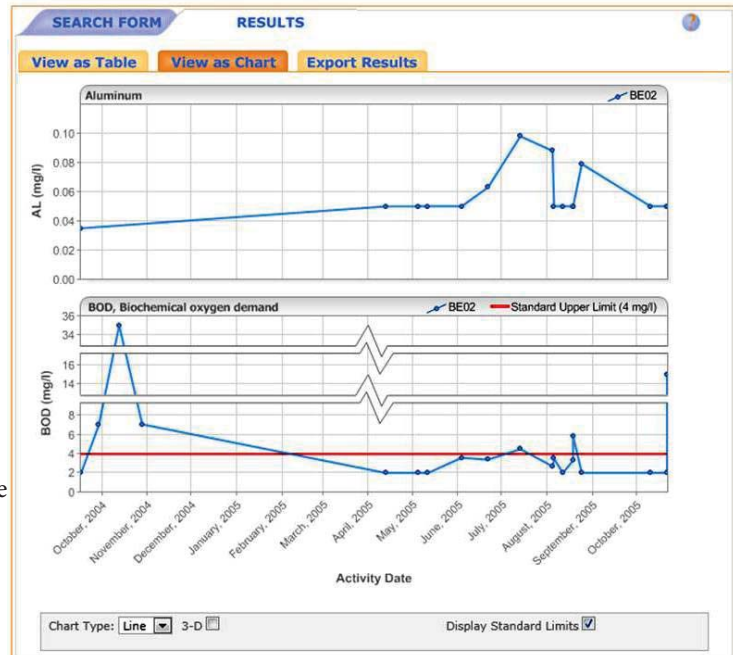 SEARCH FORM RESULTS ?
View as Table View as Chart Export Results
Aluminum BE02
AL (mg/l)
0.10
0.08
0.06
0.04
0.02
0.00
BOD, Biochemical oxygen demand BE02 Standard Upper Limit (4 mg/l)
BOD (mg/l)
36
34
16
14
8
6
4
2
0
October, 2004 November, 2004 December, 2004 January, 2005 February, 2005 March, 2005 April, 2005 May, 2005 June, 2005 July, 2005 August, 2005 September, 2005 October, 2005
Activity Date
Chart Type: Line 3-D Display Standard Limits
e